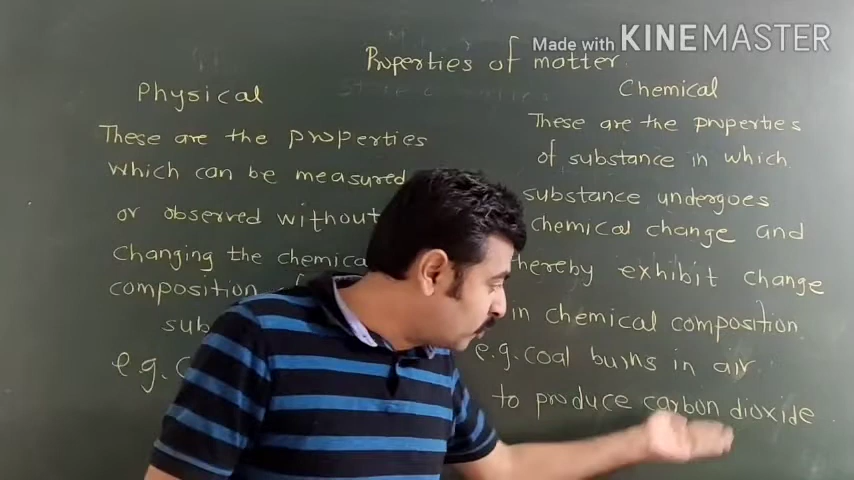 Made with KINEMASTER
Properties of matter
Physical
These are the properties
which can be measured
or observed without
changing the
composition
e.g.
Chemical
These are the properties
of substance in which
substance undergoes
chemical change and
thereby exhibit change
in chemical composition
e.g. coal burns in air
to produce carbon dioxide